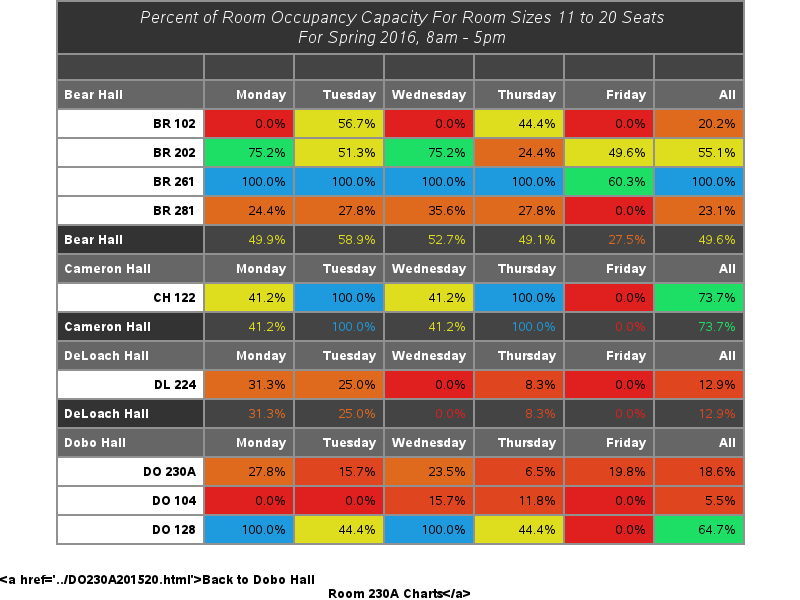 Percent of Room Occupancy Capacity For Room Sizes 11 to 20 Seats
For Spring 2016, 8am - 5pm
Bear Hall Monday Tuesday Wednesday Thursday Friday All
BR 102 0.0% 56.7% 0.0% 44.4% 0.0% 20.2%
BR 202 75.2% 51.3% 75.2% 24.4% 49.6% 55.1%
BR 261 100.0% 100.0% 100.0% 100.0% 60.3% 100.0%
BR 281 24.4% 27.8% 35.6% 27.8% 0.0% 23.1%
Bear Hall 49.9% 58.9% 52.7% 49.1% 27.5% 49.6%
Cameron Hall Monday Tuesday Wednesday Thursday Friday All
CH 122 41.2% 100.0% 41.2% 100.0% 0.0% 73.7%
Cameron Hall 41.2% 100.0% 41.2% 100.0% 0.0% 73.7%
DeLoach Hall Monday Tuesday Wednesday Thursday Friday All
DL 224 31.3% 25.0% 0.0% 8.3% 0.0% 12.9%
DeLoach Hall 31.3% 25.0% 0.0% 8.3% 0.0% 12.9%
Dobo Hall Monday Tuesday Wednesday Thursday Friday All
DO 230A 27.8% 15.7% 23.5% 6.5% 19.8% 18.6%
DO 104 0.0% 0.0% 15.7% 11.8% 0.0% 5.5%
DO 128 100.0% 44.4% 100.0% 44.4% 0.0% 64.7%
<a href='../DO230A201520.html'>Back to Dobo Hall
Room 230A Charts</a>